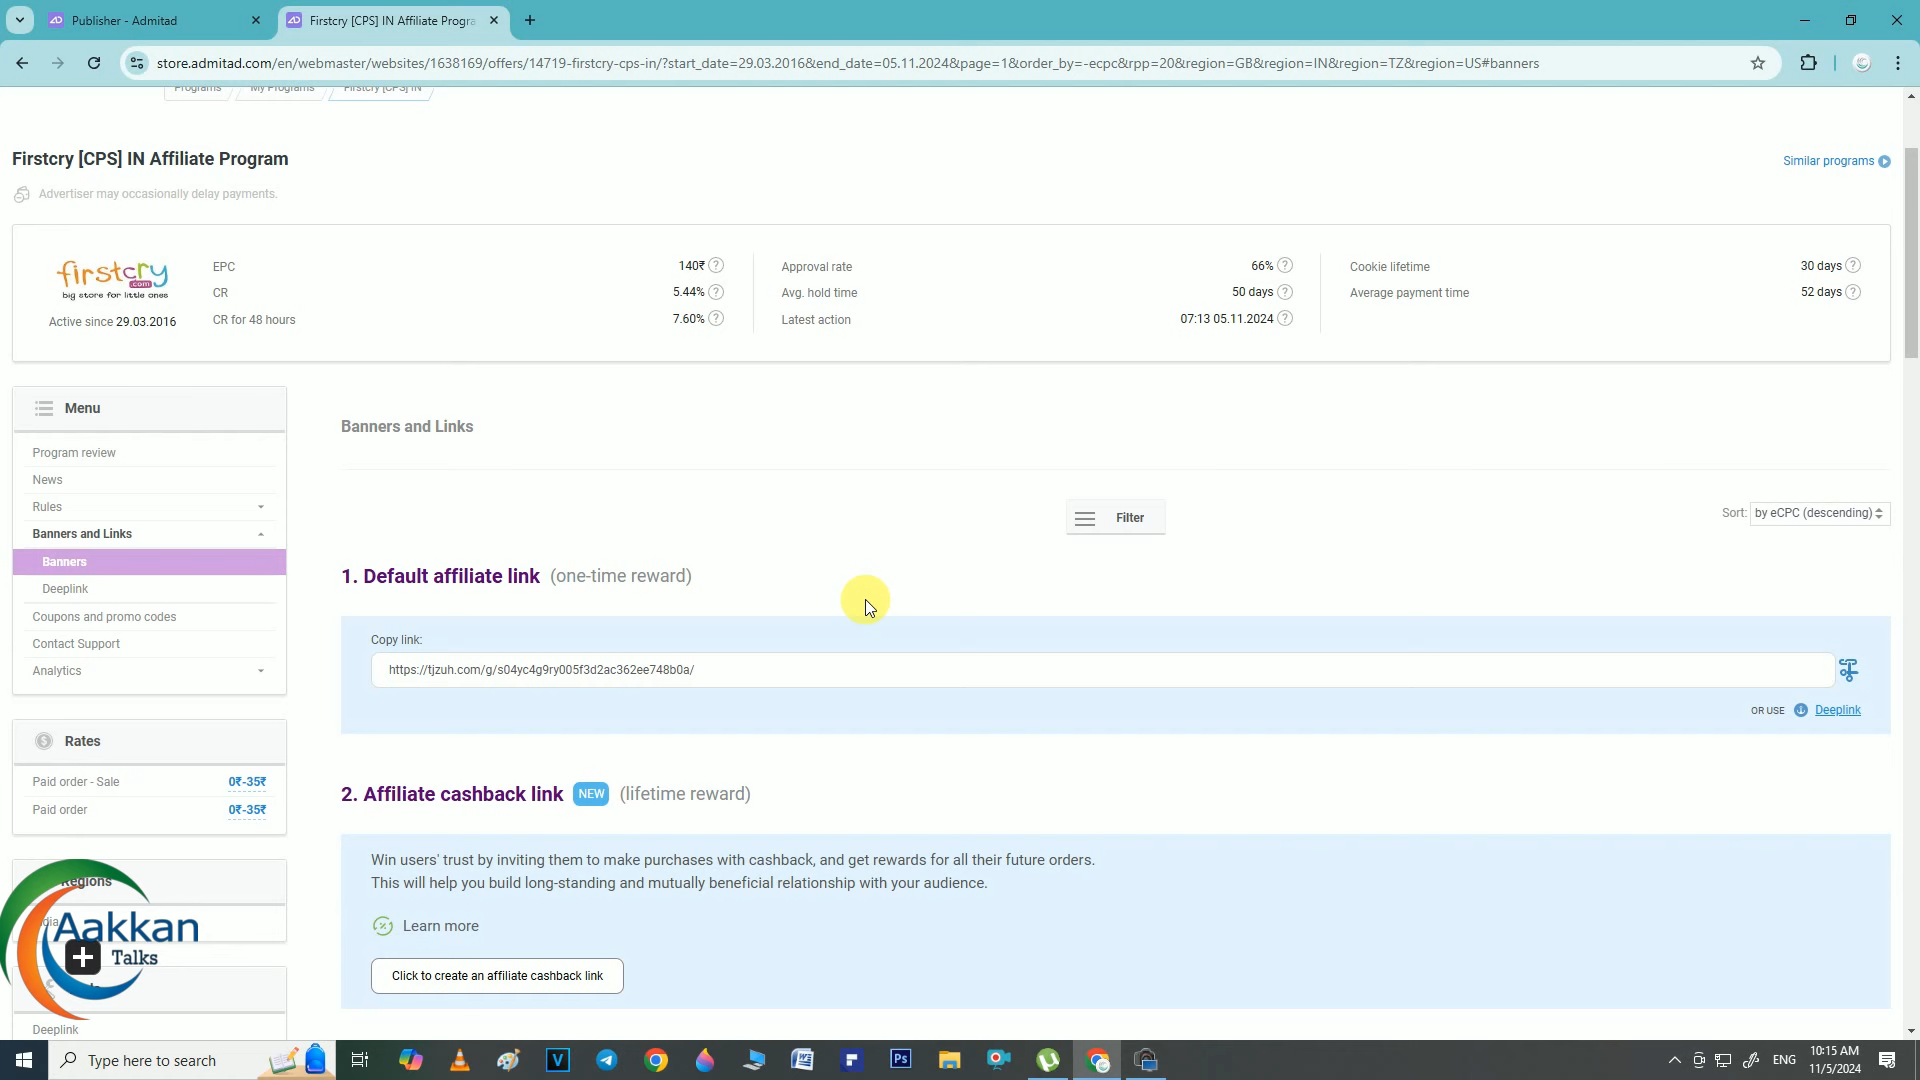 Publisher - Admitad
Firstcry [CPS] IN Affiliate Progra
store.admitad.com/en/webmaster/websites/1638169/offers/14719-firstcry-cps-in/?start_date=29.03.2016&end_date=05.11.2024&page=1&order_by=-ecpc&rpp=20&region=GB&region=IN&region=TZ&region=US#banners
Programs
My Programs
Firstcry [CPS] IN
Firstcry [CPS] IN Affiliate Program
Similar programs
Advertiser may occasionally delay payments.
firstcry
.com
big store for little ones
Active since 29.03.2016
EPC 140₹ ?
CR 5.44% ?
CR for 48 hours 7.60% ?
Approval rate 66% ?
Avg. hold time 50 days ?
Latest action 07:13 05.11.2024 ?
Cookie lifetime 30 days ?
Average payment time 52 days ?
Menu
Program review
News
Rules
Banners and Links
Banners
Deeplink
Coupons and promo codes
Contact Support
Analytics
Rates
Paid order - Sale 0₹-35₹
Paid order 0₹-35₹
Regions
Aakkan
Talks
Deeplink
Banners and Links
Filter
Sort: by eCPC (descending)
1. Default affiliate link (one-time reward)
Copy link:
https://tjzuh.com/g/s04yc4g9ry005f3d2ac362ee748b0a/
OR USE Deeplink
2. Affiliate cashback link NEW (lifetime reward)
Win users' trust by inviting them to make purchases with cashback, and get rewards for all their future orders.
This will help you build long-standing and mutually beneficial relationship with your audience.
Learn more
Click to create an affiliate cashback link
Type here to search
V
Ps
ENG
10:15 AM
11/5/2024